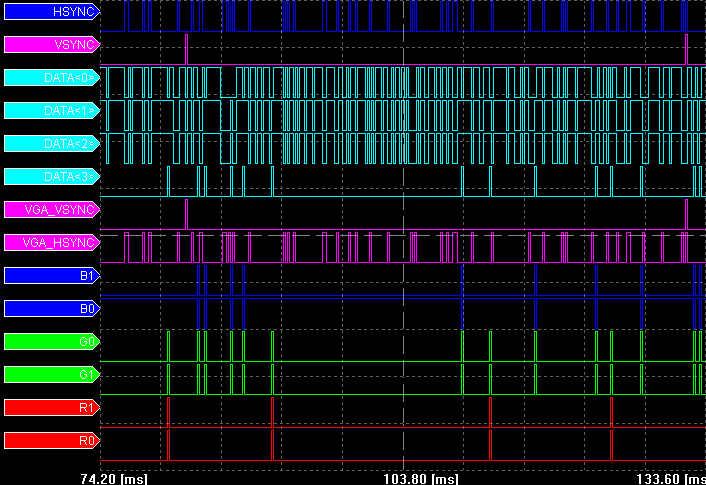 HSYNC
VSYNC
DATA<0>
DATA<1>
DATA<2>
DATA<3>
VGA_VSYNC
VGA_HSYNC
B1
B0
G0
G1
R1
R0
74.20 [ms] 103.80 [ms] 133.60 [ms